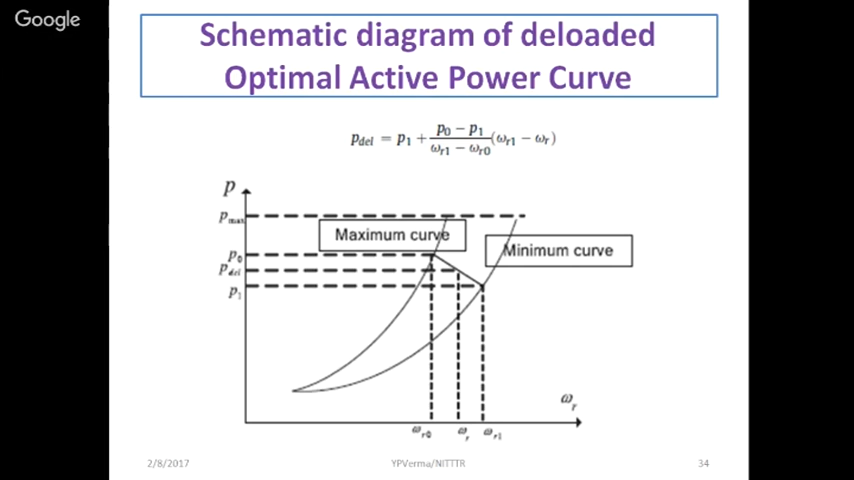 Google
Schematic diagram of deloaded
Optimal Active Power Curve
p_del = p_1 + (p_0 − p_1)/(ω_r1 − ω_r0) (ω_r1 − ω_r)
p
p_max
Maximum curve
p_0
Minimum curve
p_del
p_1
ω_r
ω_r0 ω_r ω_r1
2/8/2017 YPVerma/NITTTR 34